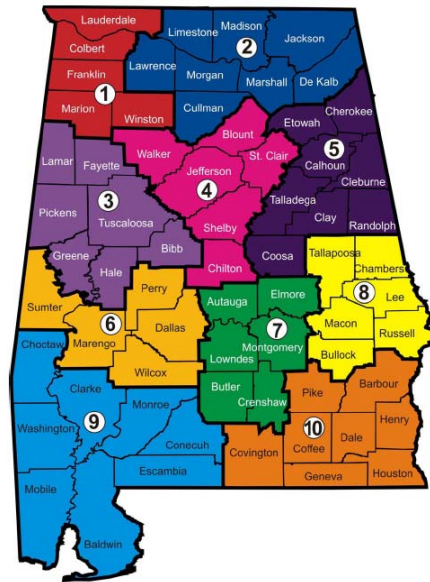 Lauderdale
Limestone
Madison
Jackson
Colbert
2
Lawrence
Franklin
Morgan
Marshall
De Kalb
1
Marion
Winston
Cullman
Cherokee
Blount
Etowah
Walker
St. Clair
5
Lamar
Fayette
Jefferson
Calhoun
4
Cleburne
3
Talladega
Pickens
Tuscaloosa
Clay
Shelby
Randolph
Bibb
Greene
Hale
Chilton
Coosa
Tallapoosa
Chambers
Perry
Autauga
Elmore
8
Sumter
Lee
6
Dallas
7
Macon
Choctaw
Marengo
Montgomery
Russell
Lowndes
Bullock
Wilcox
Clarke
Butler
Pike
Barbour
Monroe
Crenshaw
9
Henry
Washington
10
Dale
Conecuh
Covington
Coffee
Escambia
Geneva
Houston
Mobile
Baldwin